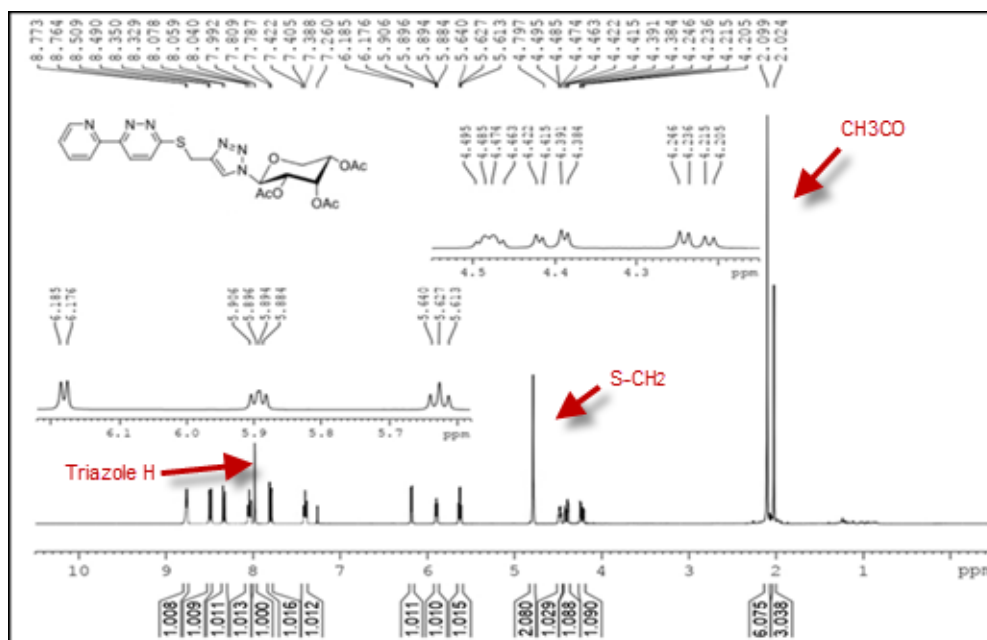 8.773 8.764 8.509 8.490 8.350 8.329 8.078 8.059 8.040 7.992 7.809 7.787 7.422 7.405 7.388 7.260 6.185 6.176 5.906 5.896 5.894 5.884 5.640 5.627 5.613 4.797 4.495 4.485 4.474 4.463 4.422 4.415 4.391 4.384 4.246 4.236 4.215 4.205 2.099 2.024
N N N S N N N N O OAc AcO OAc
4.495 4.485 4.474 4.463 4.422 4.415 4.391 4.384 4.246 4.236 4.215 4.205
CH3CO
4.5 4.4 4.3 ppm
6.185 6.176 5.906 5.896 5.894 5.884 5.640 5.627 5.613
S-CH2
6.1 6.0 5.9 5.8 5.7 ppm
Triazole H
10 9 8 7 6 5 4 3 2 1 ppm
1.008 1.009 1.011 1.013 1.000 1.016 1.012 1.011 1.010 1.015 2.080 1.029 1.088 1.090 6.075 3.038